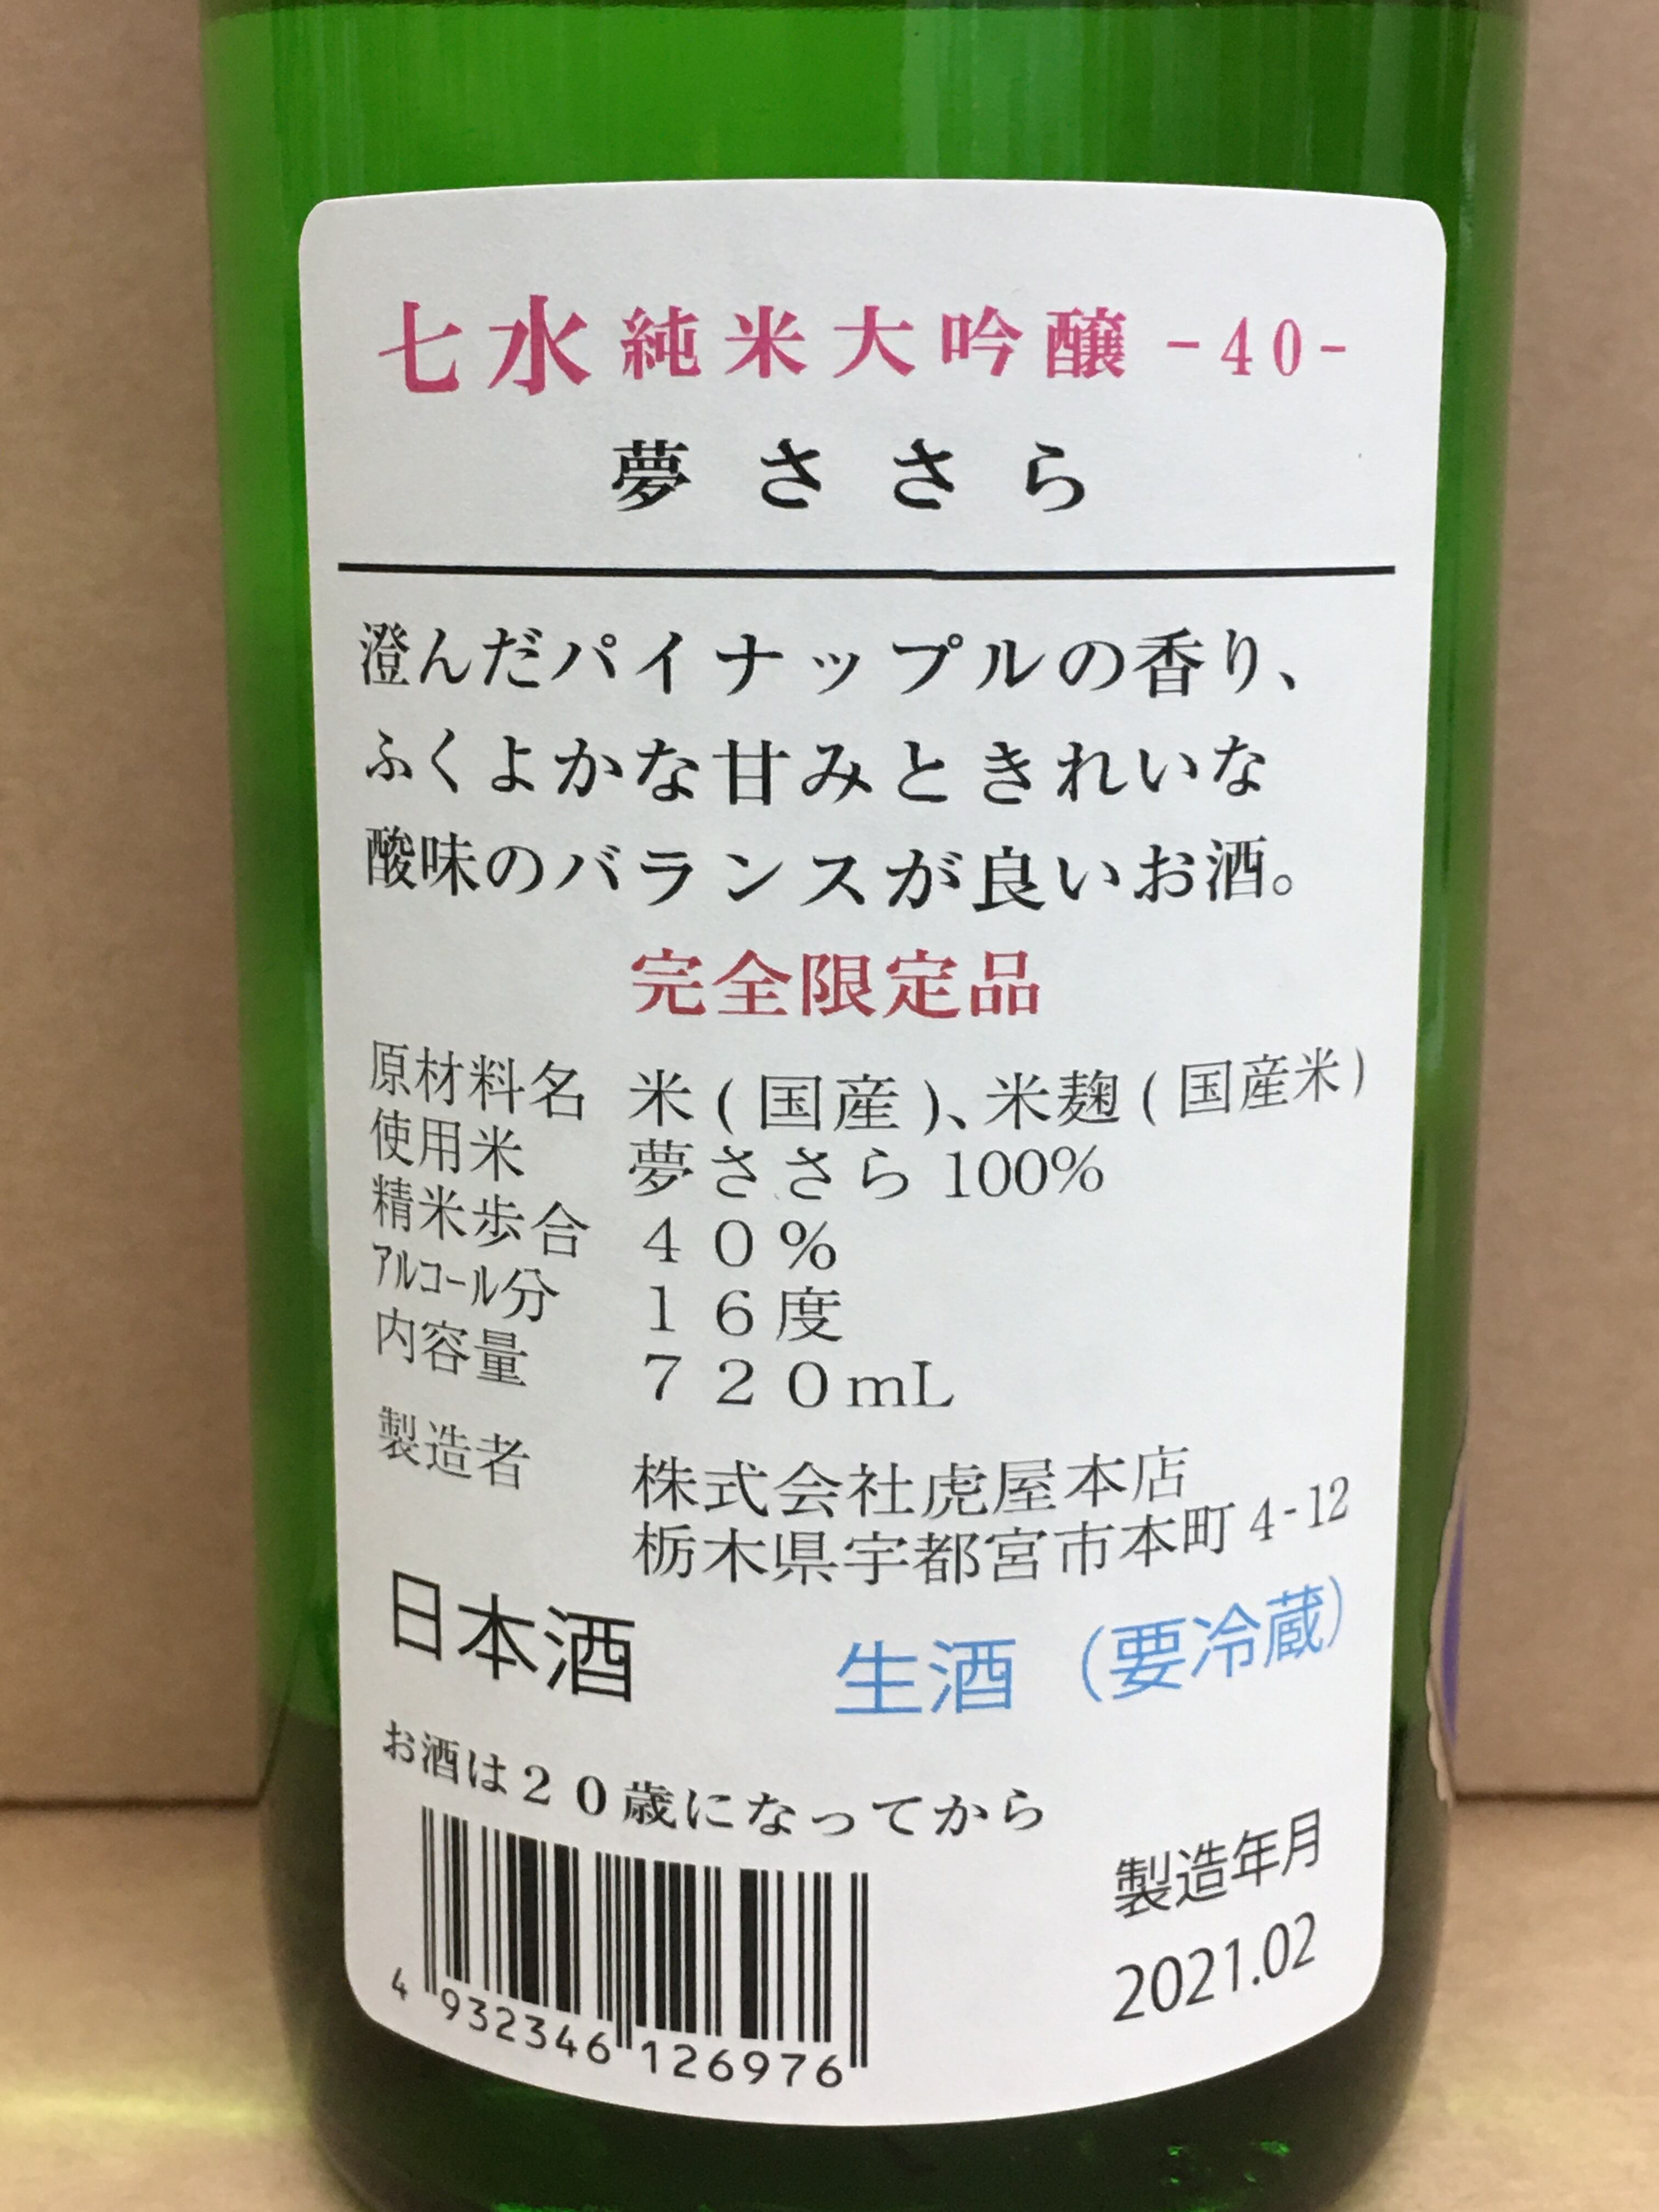 七水純米大吟醸 -40-
夢ささら
澄んだパイナップルの香り、
ふくよかな甘みときれいな
酸味のバランスが良いお酒。
完全限定品
原材料名 米(国産)、米麹(国産米)
使用米 夢ささら 100%
精米歩合 40%
アルコール分 16度
内容量 720mL
製造者 株式会社虎屋本店
栃木県宇都宮市本町 4-12
日本酒 生酒(要冷蔵)
お酒は20歳になってから
製造年月
2021.02
4 932346 126976